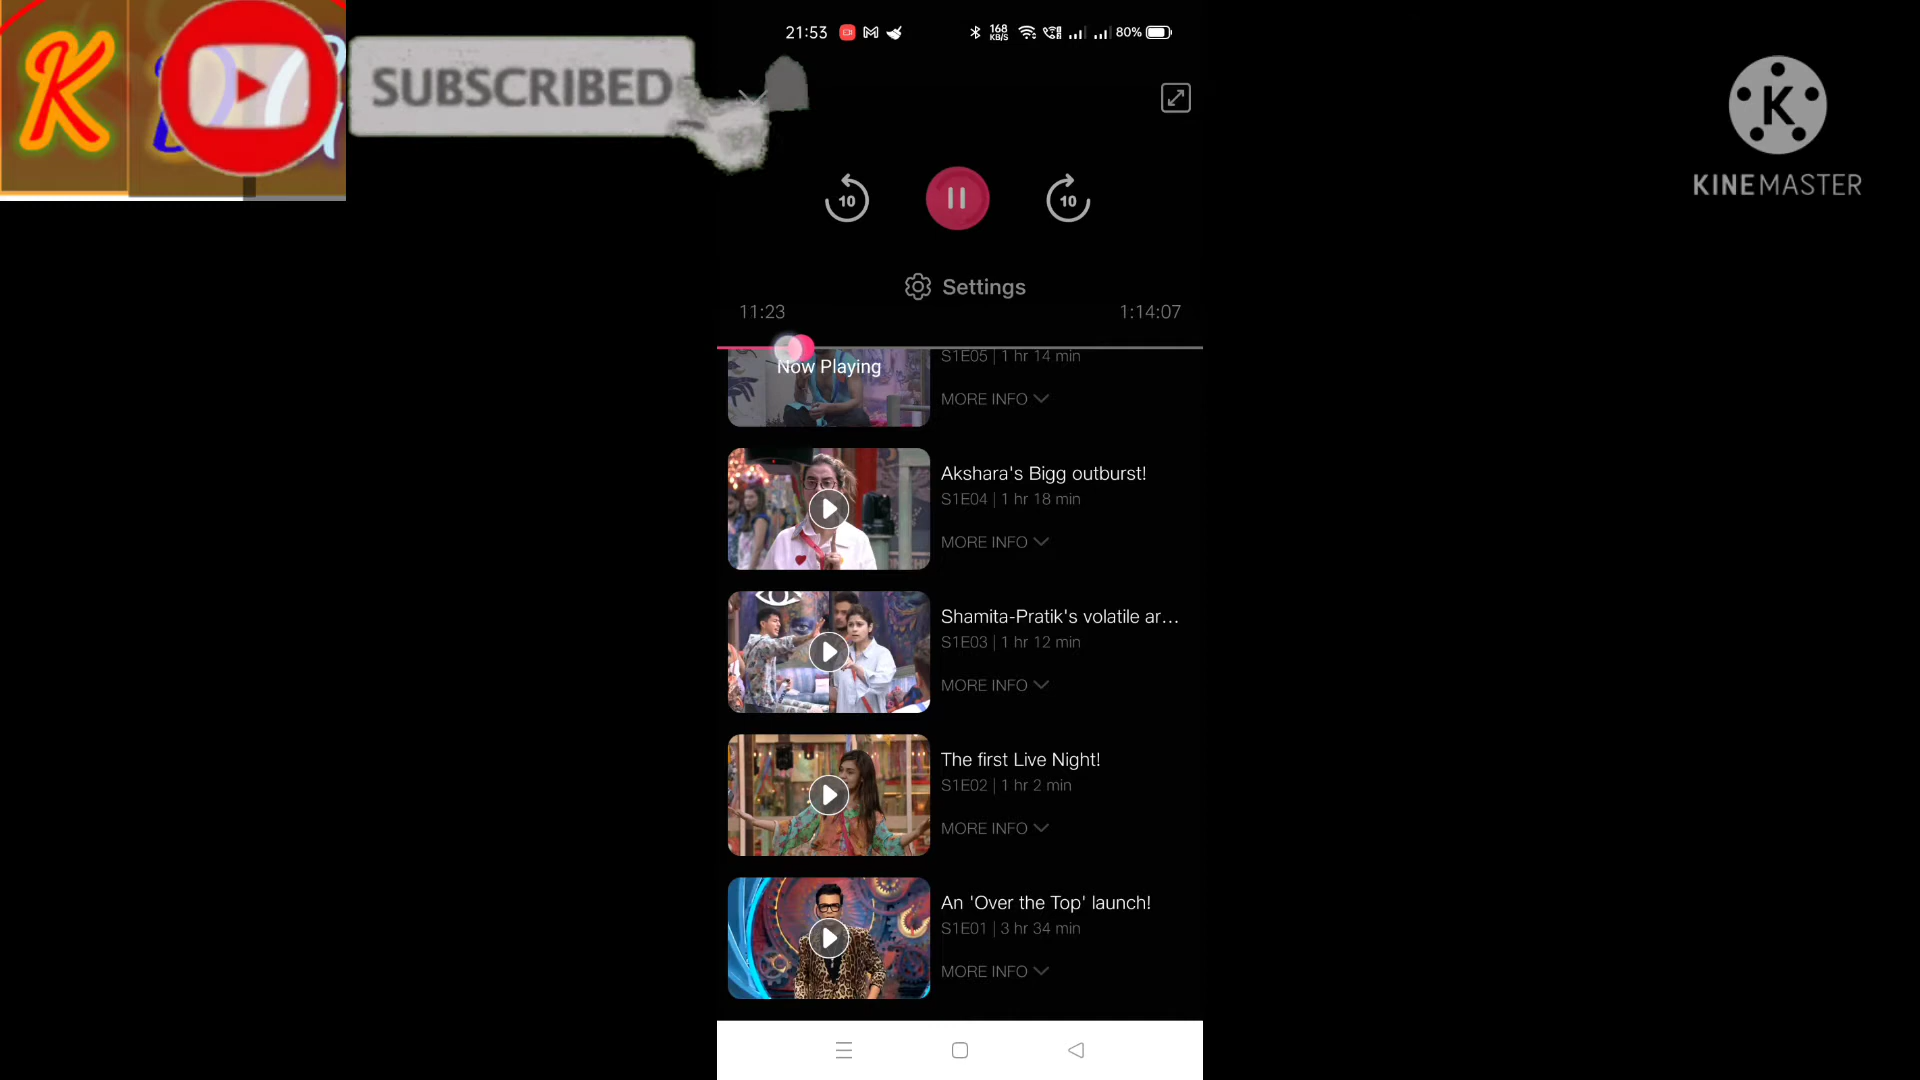 K
SUBSCRIBED
21:53
168
KB/S
80%
K
KINEMASTER
10
10
Settings
11:23
1:14:07
Now Playing
S1E05 | 1 hr 14 min
MORE INFO
Akshara's Bigg outburst!
S1E04 | 1 hr 18 min
MORE INFO
Shamita-Pratik's volatile ar...
S1E03 | 1 hr 12 min
MORE INFO
The first Live Night!
S1E02 | 1 hr 2 min
MORE INFO
An 'Over the Top' launch!
S1E01 | 3 hr 34 min
MORE INFO